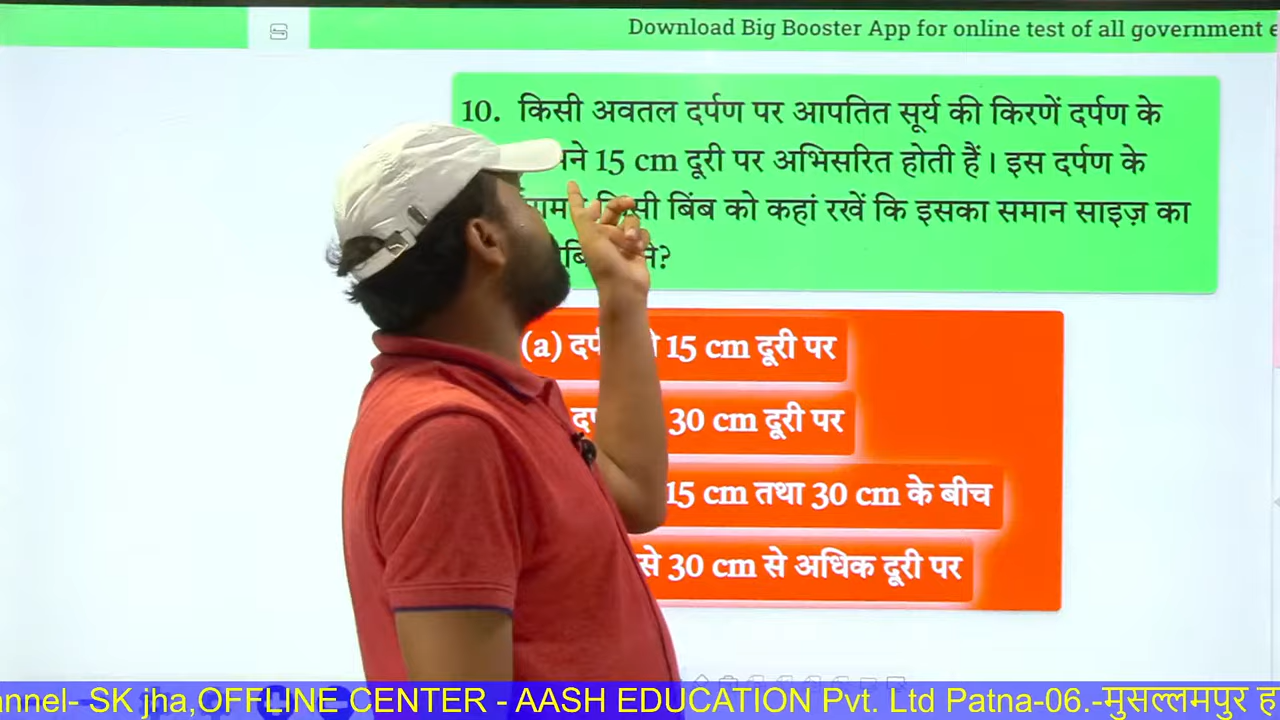 Download Big Booster App for online test of all government
10. किसी अवतल दर्पण पर आपतित सूर्य की किरणें दर्पण के
15 cm दूरी पर अभिसरित होती हैं। इस दर्पण के
बिंब को कहां रखें कि इसका समान साइज़ का
(a) 15 cm दूरी पर
30 cm दूरी पर
15 cm तथा 30 cm के बीच
से 30 cm से अधिक दूरी पर
SK jha,OFFLINE CENTER - AASH EDUCATION Pvt. Ltd Patna-06.-मुसल्लमपुर